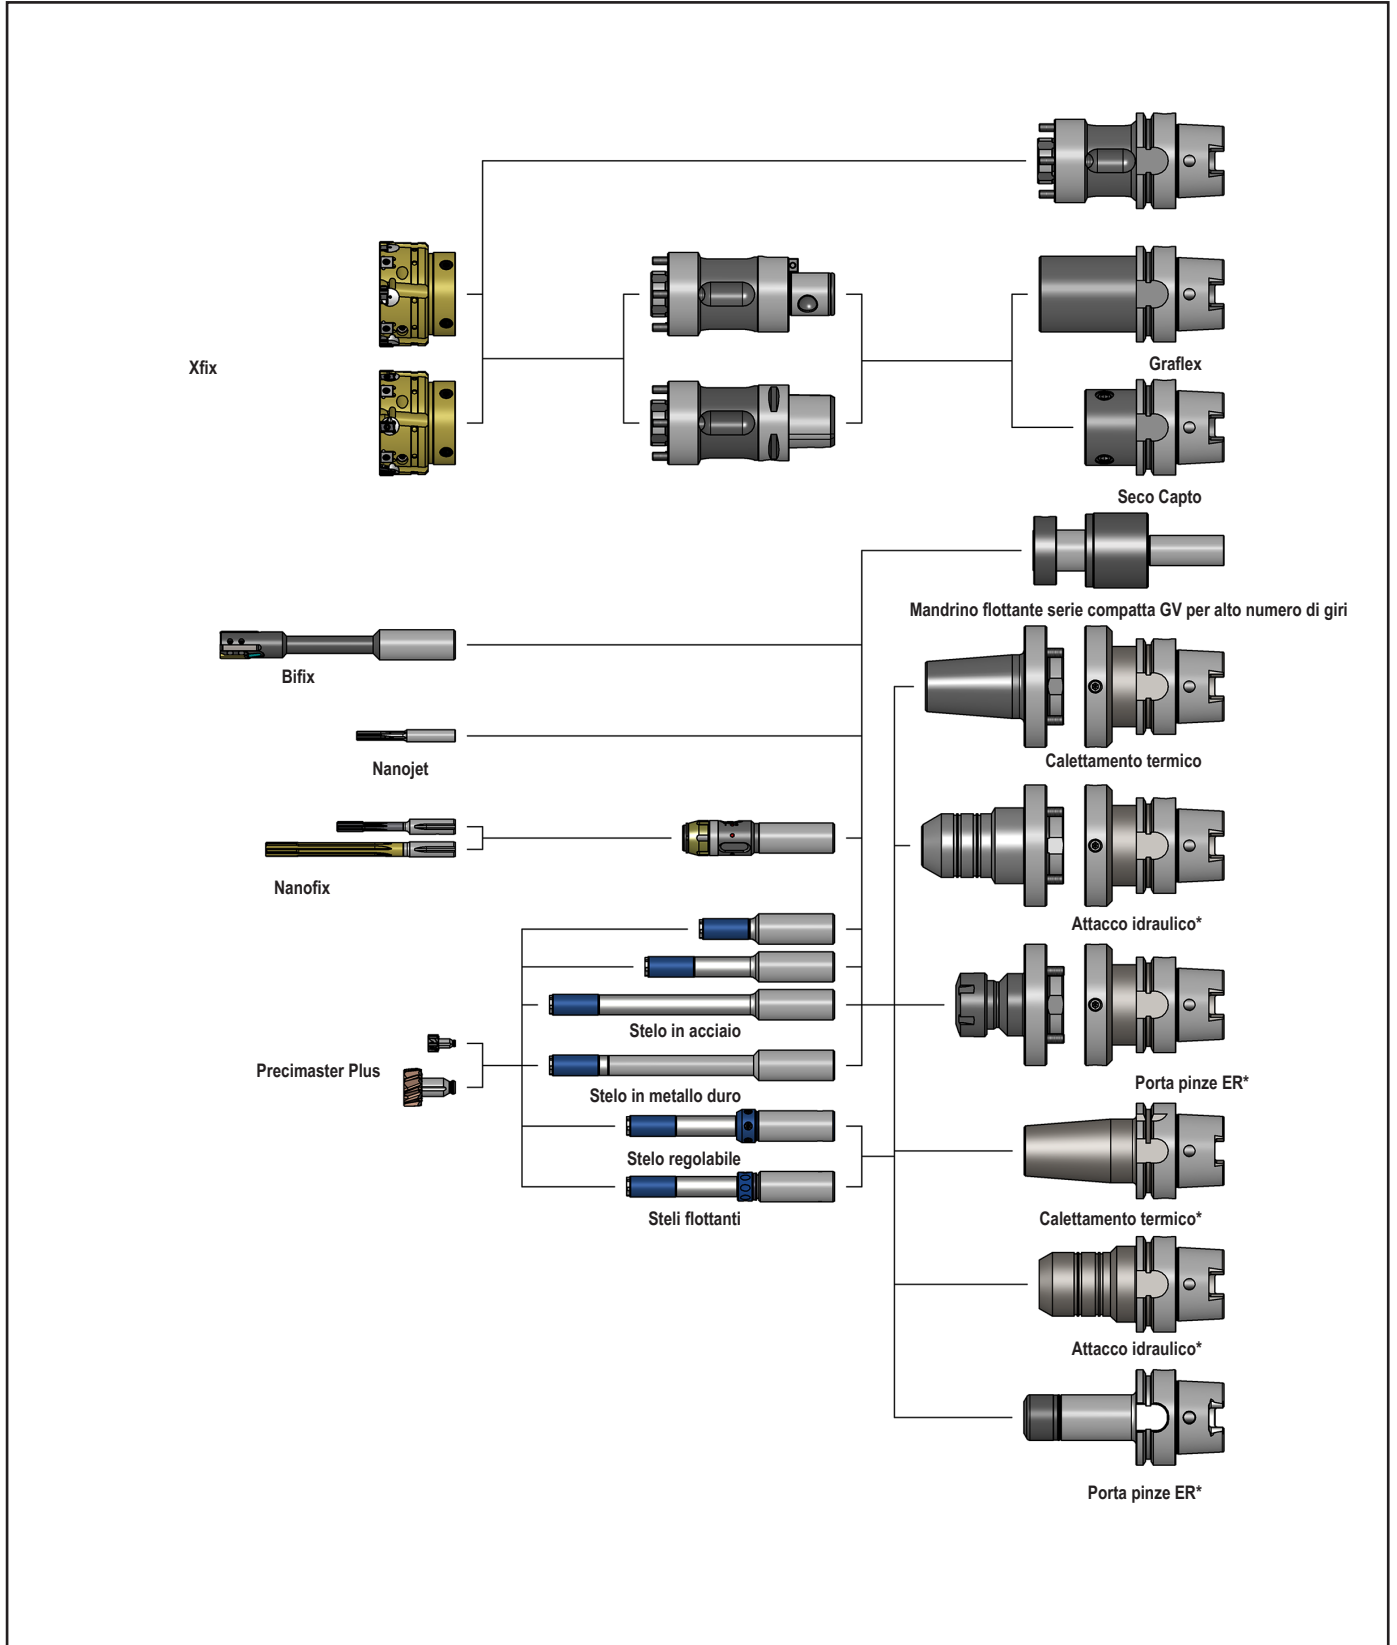 Xfix
Graflex
Seco Capto
Mandrino flottante serie compatta GV per alto numero di giri
Bifix
Calettamento termico
Nanojet
Nanofix
Attacco idraulico*
Stelo in acciaio
Precimaster Plus
Porta pinze ER*
Stelo in metallo duro
Stelo regolabile
Steli flottanti
Calettamento termico*
Attacco idraulico*
Porta pinze ER*